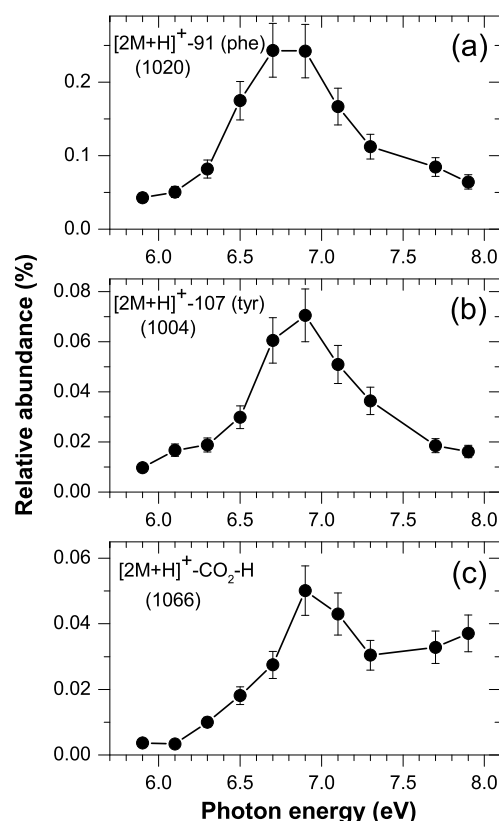 [2M+H]⁺-91 (phe)
(1020)
(a)
0.2
0.1
0.0
6.0 6.5 7.0 7.5 8.0
[2M+H]⁺-107 (tyr)
(1004)
(b)
0.08
0.06
0.04
0.02
0.00
6.0 6.5 7.0 7.5 8.0
[2M+H]⁺-CO₂-H
(1066)
(c)
0.06
0.04
0.02
0.00
6.0 6.5 7.0 7.5 8.0
Relative abundance (%)
Photon energy (eV)